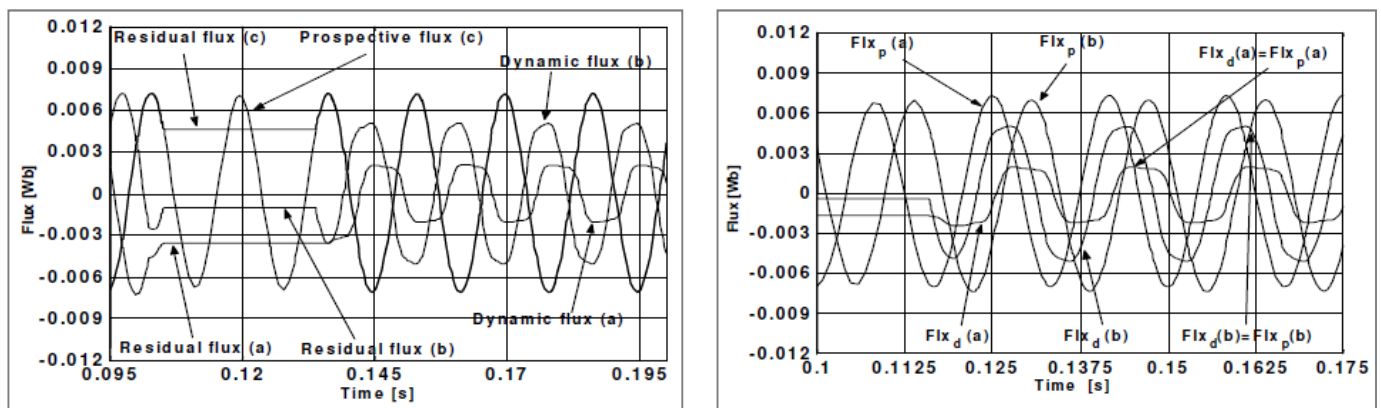 0.012
Residual flux (c)
Prospective flux (c)
0.009
Dynamic flux (b)
0.006
0.003
0
Flux [Wb]
-0.003
-0.006
-0.009
Dynamic flux (a)
Residual flux (a)
Residual flux (b)
-0.012
0.095
0.12
0.145
0.17
0.195
Time [s]
0.012
Flx_p (a)
Flx_p (b)
Flx_d(a)=Flx_p(a)
0.009
0.006
0.003
0
Flux [Wb]
-0.003
-0.006
-0.009
Flx_d (a)
Flx_d (b)
Flx_d(b)=Flx_p(b)
-0.012
0.1
0.1125
0.125
0.1375
0.15
0.1625
0.175
Time [s]